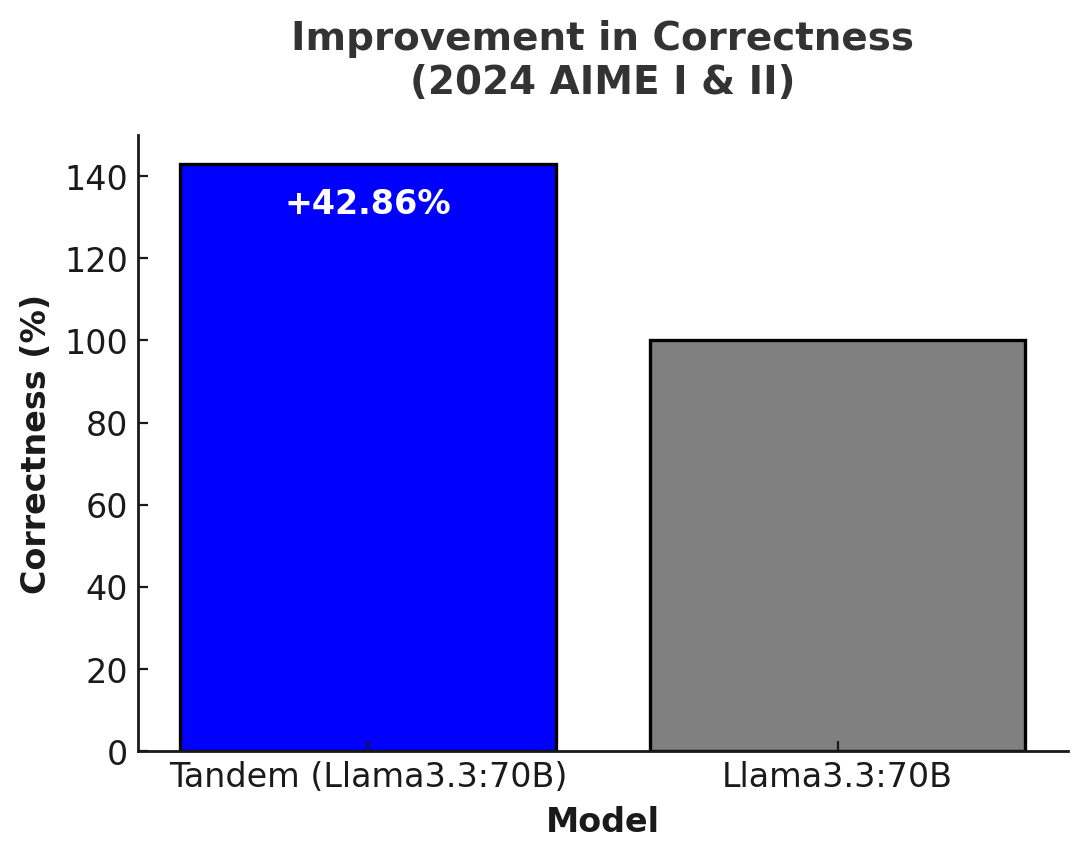 Improvement in Correctness
(2024 AIME I & II)
Correctness (%)
140
120
100
80
60
40
20
0
+42.86%
Tandem (Llama3.3:70B)
Llama3.3:70B
Model